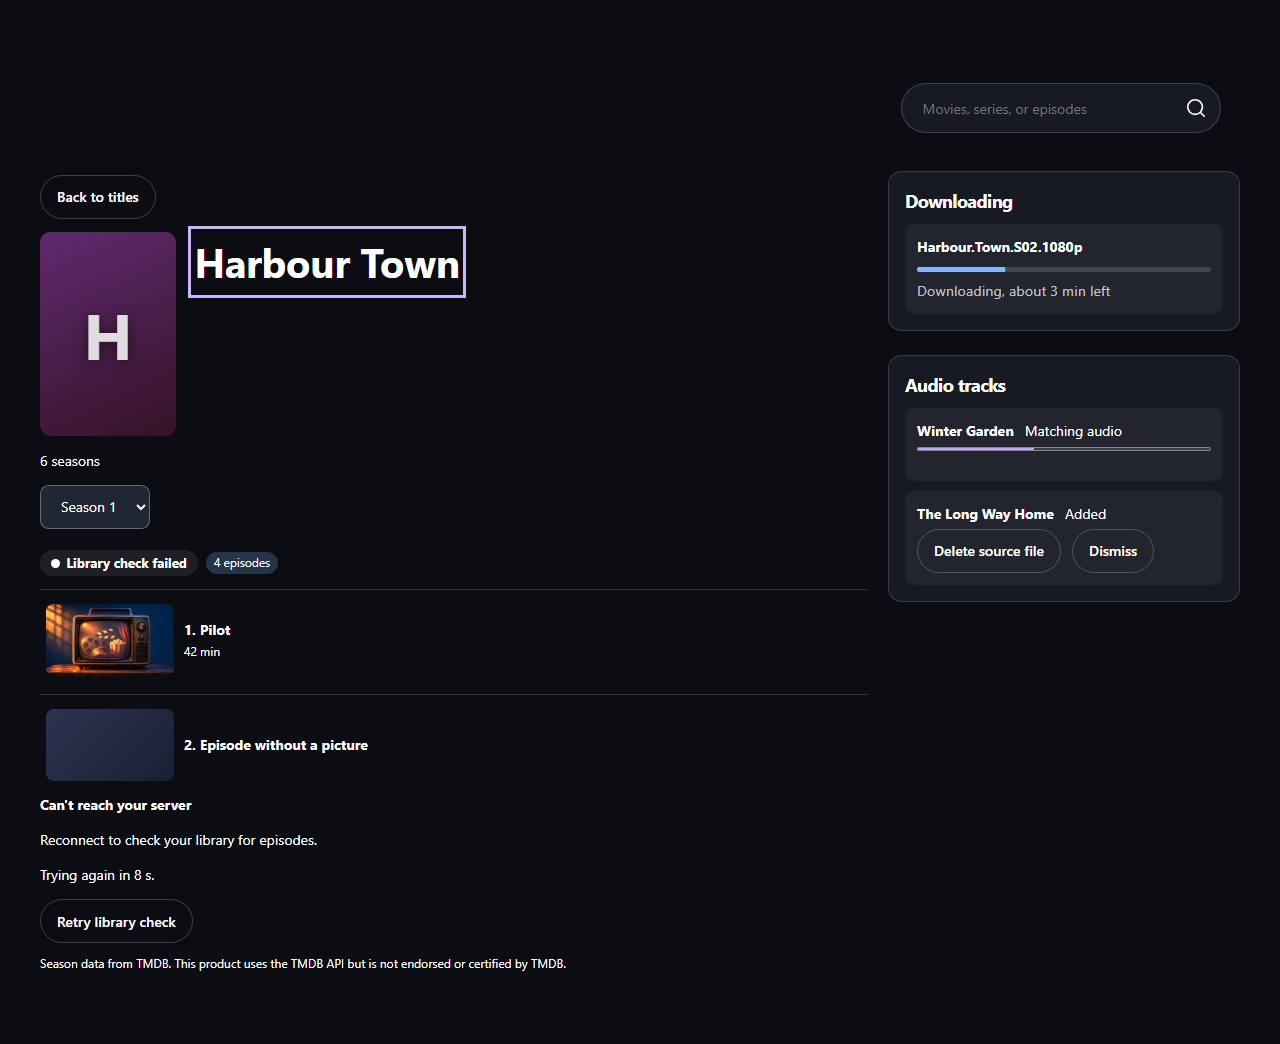 Movies, series, or episodes
Back to titles
H
Harbour Town
6 seasons
Season 1
Library check failed
4 episodes
1. Pilot
42 min
2. Episode without a picture
Can't reach your server
Reconnect to check your library for episodes.
Trying again in 8 s.
Retry library check
Season data from TMDB. This product uses the TMDB API but is not endorsed or certified by TMDB.
Downloading
Harbour.Town.S02.1080p
Downloading, about 3 min left
Audio tracks
Winter Garden Matching audio
The Long Way Home Added
Delete source file
Dismiss